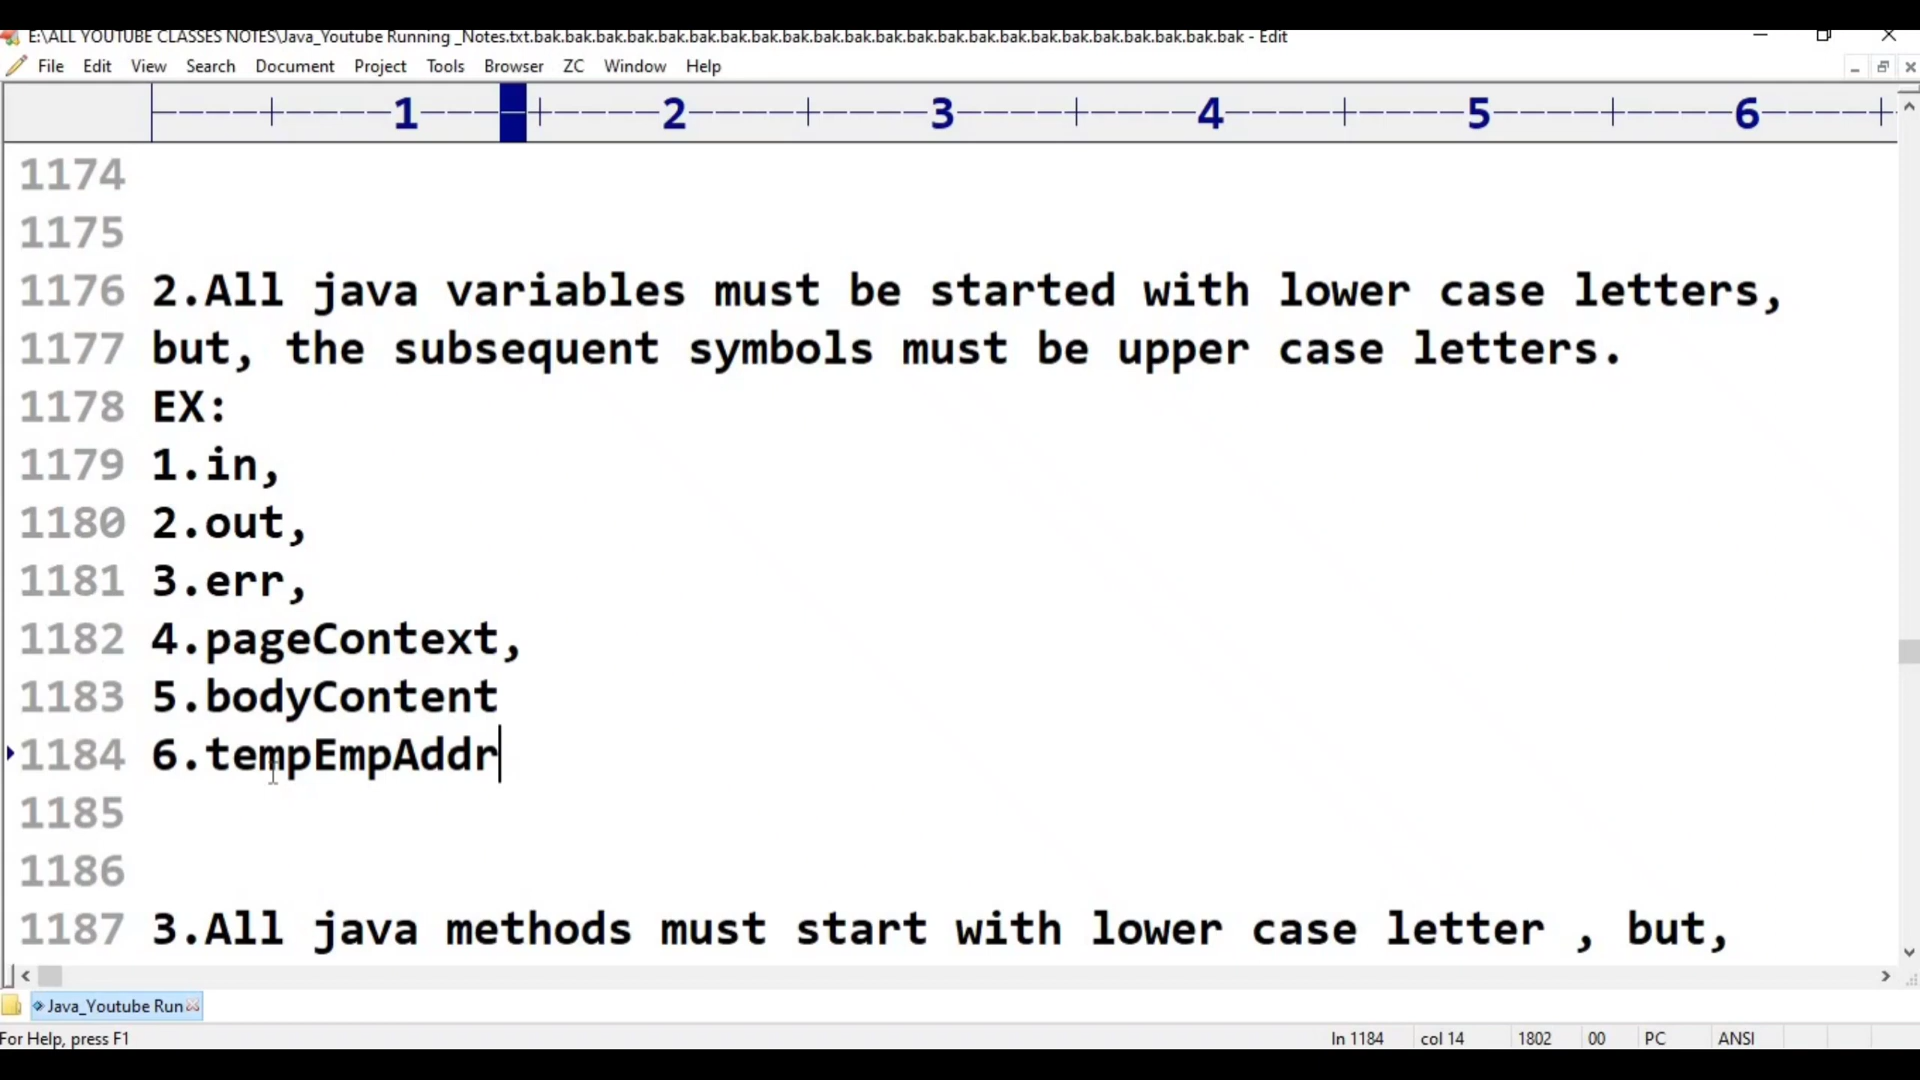 E:\ALL YOUTUBE CLASSES NOTES\Java_Youtube Running _Notes.txt.bak.bak.bak.bak.bak.bak.bak.bak.bak.bak.bak.bak.bak.bak.bak.bak.bak.bak.bak.bak.bak.bak.bak - Edit
File Edit View Search Document Project Tools Browser ZC Window Help
1 2 3 4 5 6
1174
1175
1176 2.All java variables must be started with lower case letters,
1177 but, the subsequent symbols must be upper case letters.
1178 EX:
1179 1.in,
1180 2.out,
1181 3.err,
1182 4.pageContext,
1183 5.bodyContent
1184 6.tempEmpAddr
1185
1186
1187 3.All java methods must start with lower case letter , but,
Java_Youtube Run
For Help, press F1 ln 1184 col 14 1802 00 PC ANSI